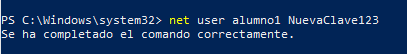 PS C:\Windows\system32> net user alumno1 NuevaClave123
Se ha completado el comando correctamente.